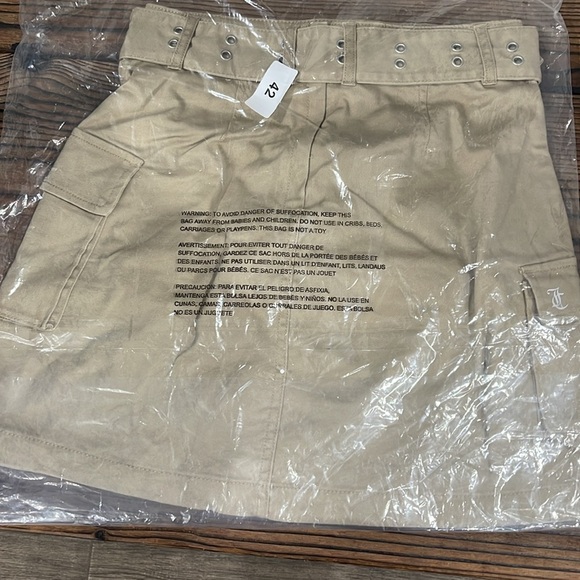 42
WARNING: TO AVOID DANGER OF SUFFOCATION, KEEP THIS
BAG AWAY FROM BABIES AND CHILDREN. DO NOT USE IN CRIBS, BEDS,
CARRIAGES OR PLAYPENS, THIS BAG IS NOT A TOY
AVERTISSEMENT: POUR EVITER TOUT DANGER DE
SUFFOCATION, GARDEZ CE SAC HORS DE LA PORTÉE DES BÉBÉS ET
DES ENFANTS. NE PAS UTILISER DANS UN LIT D'ENFANT, LITS, LANDAUS
OU PARCS POUR BÉBÉS. CE SAC N'EST PAS UN JOUET
PRECAUCIÓN: PARA EVITAR EL PELIGRO DE ASFIXIA,
MANTENGA ESTA BOLSA LEJOS DE BEBÉS Y NIÑOS. NO LA USE EN
CUNAS, CAMAS, CARREOLAS O CORRALES DE JUEGO. ESTA BOLSA
NO ES UN JUGUETE